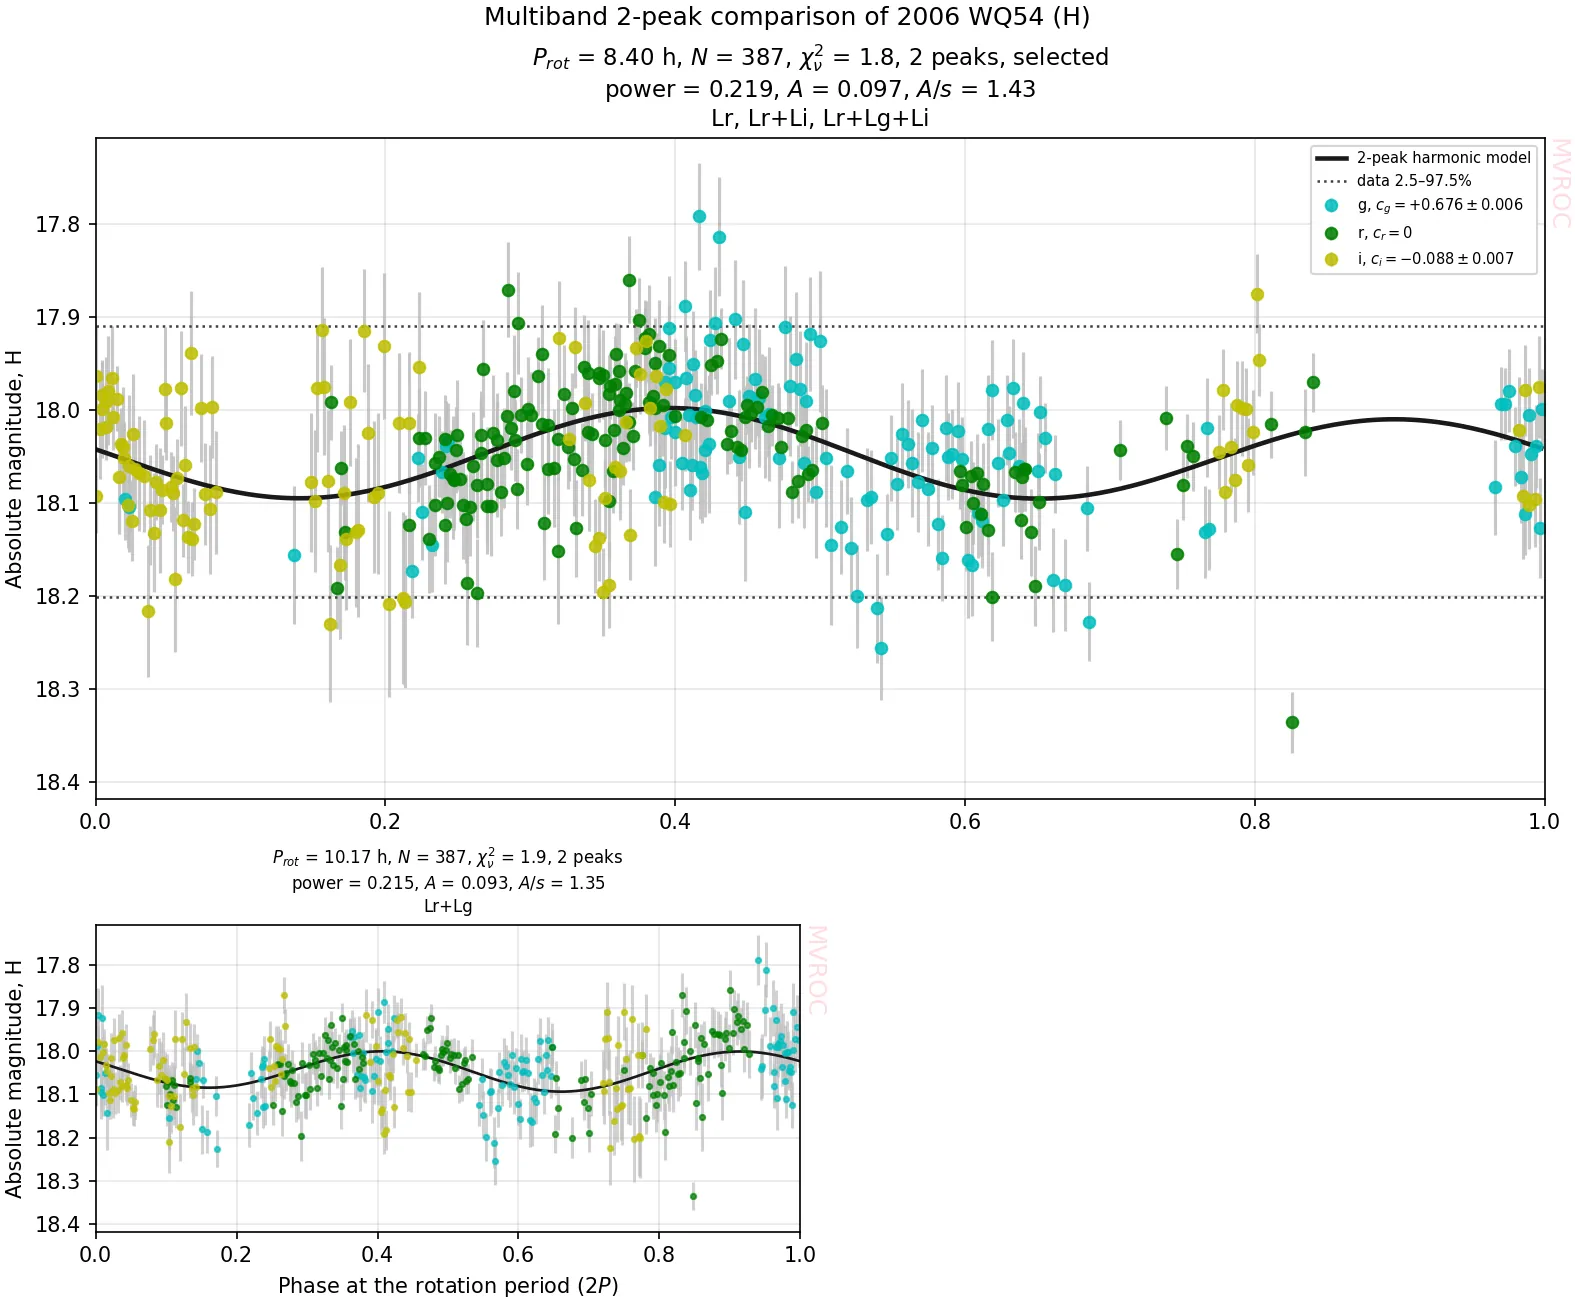 Multiband 2-peak comparison of 2006 WQ54 (H)
P_rot = 8.40 h, N = 387, χ²_ν = 1.8, 2 peaks, selected
power = 0.219, A = 0.097, A/s = 1.43
Lr, Lr+Li, Lr+Lg+Li
MVROC
2-peak harmonic model
data 2.5–97.5%
g, c_g = +0.676 ± 0.006
r, c_r = 0
i, c_i = −0.088 ± 0.007
Absolute magnitude, H
17.8
17.9
18.0
18.1
18.2
18.3
18.4
0.0 0.2 0.4 0.6 0.8 1.0
P_rot = 10.17 h, N = 387, χ²_ν = 1.9, 2 peaks
power = 0.215, A = 0.093, A/s = 1.35
Lr+Lg
MVROC
Absolute magnitude, H
17.8
17.9
18.0
18.1
18.2
18.3
18.4
0.0 0.2 0.4 0.6 0.8 1.0
Phase at the rotation period (2P)